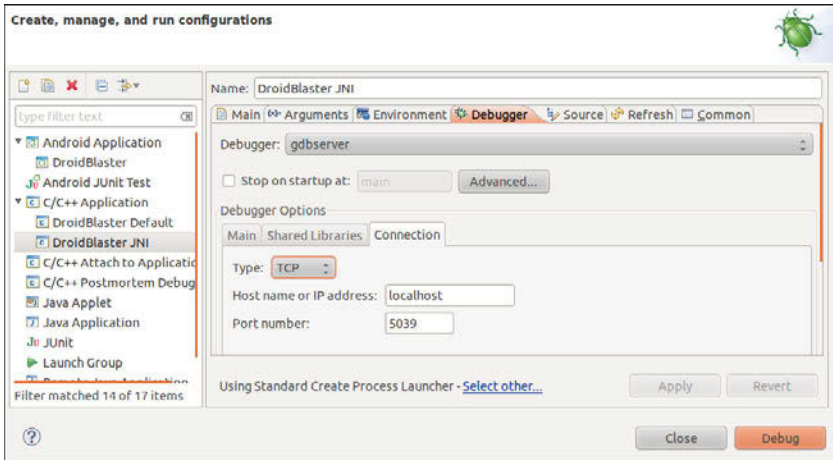 Create, manage, and run configurations
type filter text
Android Application
DroidBlaster
Ju Android JUnit Test
C/C++ Application
DroidBlaster Default
DroidBlaster JNI
C/C++ Attach to Applicatio
C/C++ Postmortem Debug
Java Applet
Java Application
Ju JUnit
Launch Group
Filter matched 14 of 17 items
Name: DroidBlaster JNI
Main Arguments Environment Debugger Source Refresh Common
Debugger: gdbserver
Stop on startup at: main Advanced...
Debugger Options
Main Shared Libraries Connection
Type: TCP
Host name or IP address: localhost
Port number: 5039
Using Standard Create Process Launcher - Select other... Apply Revert
? Close Debug